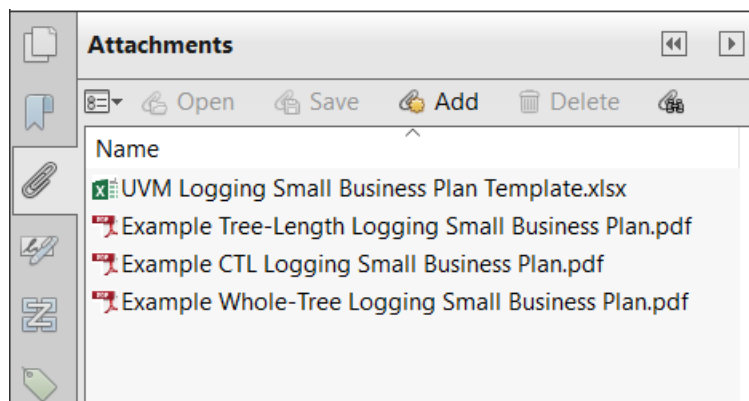 Attachments
Open Save Add Delete
Name
UVM Logging Small Business Plan Template.xlsx
Example Tree-Length Logging Small Business Plan.pdf
Example CTL Logging Small Business Plan.pdf
Example Whole-Tree Logging Small Business Plan.pdf